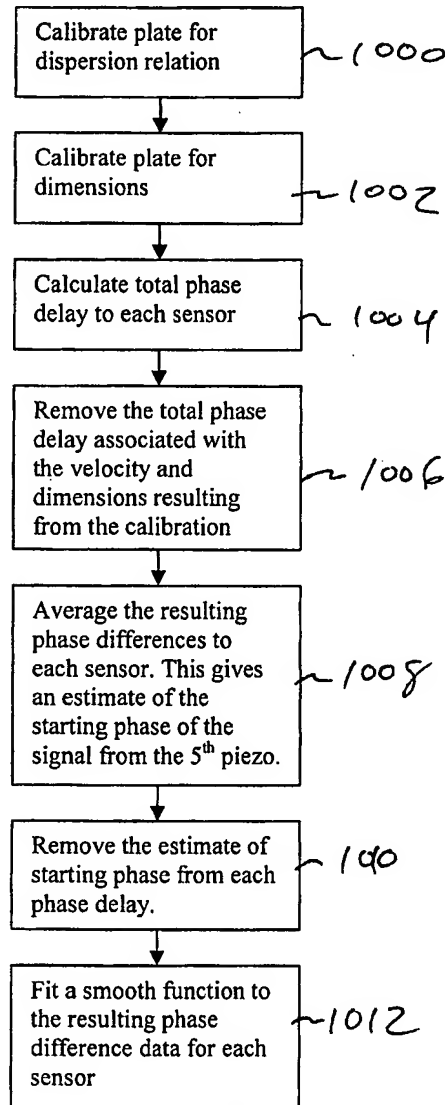 Calibrate plate for
dispersion relation
1000
Calibrate plate for
dimensions
1002
Calculate total phase
delay to each sensor
1004
Remove the total phase
delay associated with
the velocity and
dimensions resulting
from the calibration
1006
Average the resulting
phase differences to
each sensor. This gives
an estimate of the
starting phase of the
signal from the 5th piezo.
1008
Remove the estimate of
starting phase from each
phase delay.
1010
Fit a smooth function to
the resulting phase
difference data for each
sensor
1012